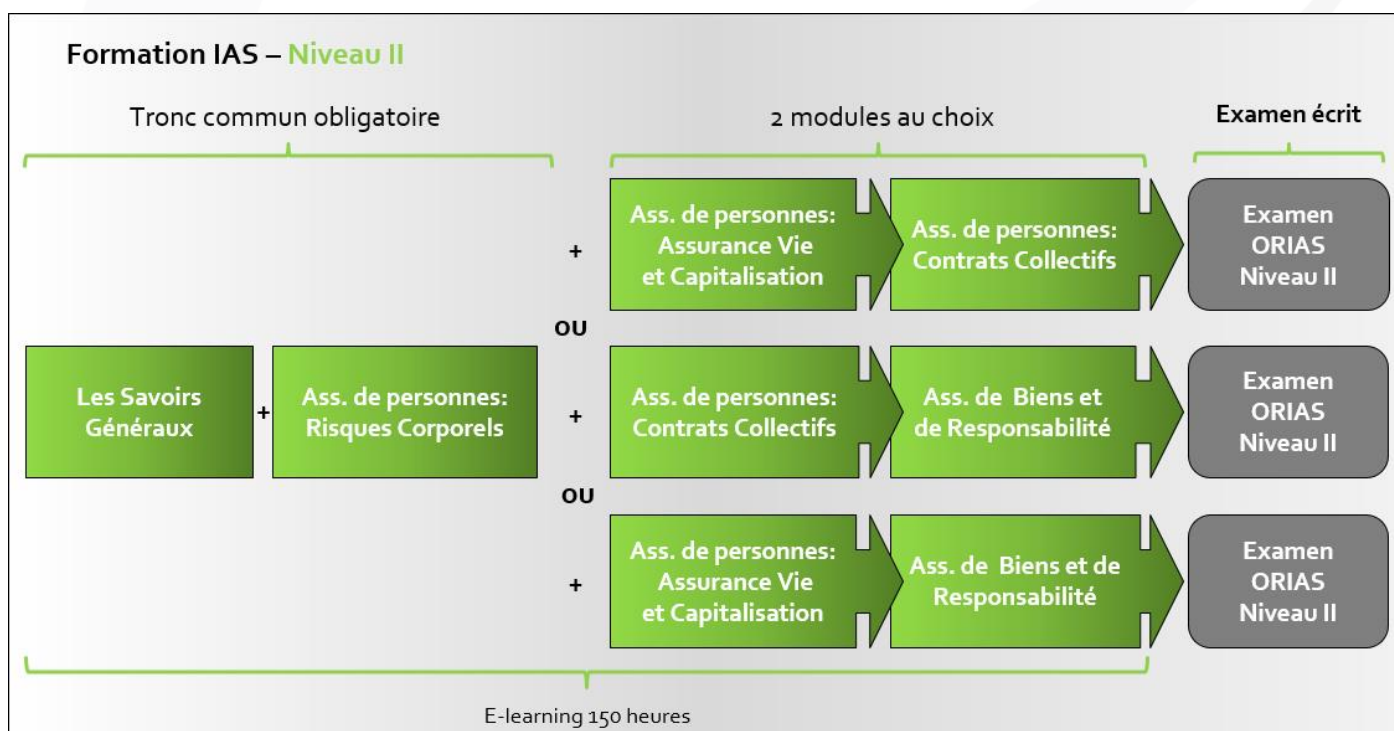 Formation IAS – Niveau II
Tronc commun obligatoire
2 modules au choix
Examen écrit
Les Savoirs
Généraux
+
Ass. de personnes:
Risques Corporels
+
Ass. de personnes:
Assurance Vie
et Capitalisation
Ass. de personnes:
Contrats Collectifs
Examen
ORIAS
Niveau II
OU
+
Ass. de personnes:
Contrats Collectifs
Ass. de Biens et
de Responsabilité
Examen
ORIAS
Niveau II
OU
+
Ass. de personnes:
Assurance Vie
et Capitalisation
Ass. de Biens et de
Responsabilité
Examen
ORIAS
Niveau II
E-learning 150 heures